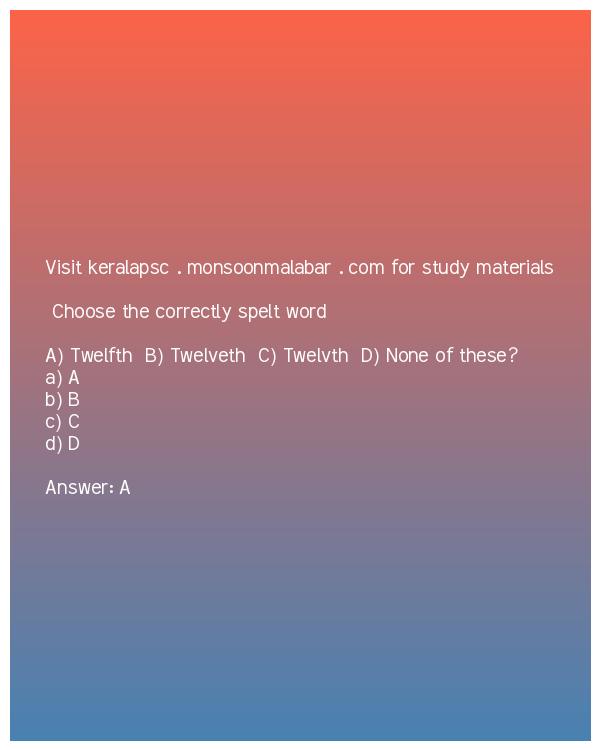 Visit keralapsc . monsoonmalabar . com for study materials
Choose the correctly spelt word
A) Twelfth B) Twelveth C) Twelvth D) None of these?
a) A
b) B
c) C
d) D
Answer: A